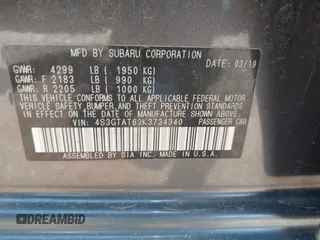 MFD BY SUBARU CORPORATION
GVWR: 4299 LB ( 1950 KG) DATE: 03/19
GAWR: F 2183 LB ( 990 KG)
GAWR: R 2205 LB ( 1000 KG)
THIS VEHICLE CONFORMS TO ALL APPLICABLE FEDERAL MOTOR
VEHICLE SAFETY, BUMPER, AND THEFT PREVENTION STANDARDS
IN EFFECT ON THE DATE OF MANUFACTURE SHOWN ABOVE.
VIN: 4S3GTAT63K3734340
ASSEMBLED BY SIA INC. MADE IN U.S.A.
DREAMBID